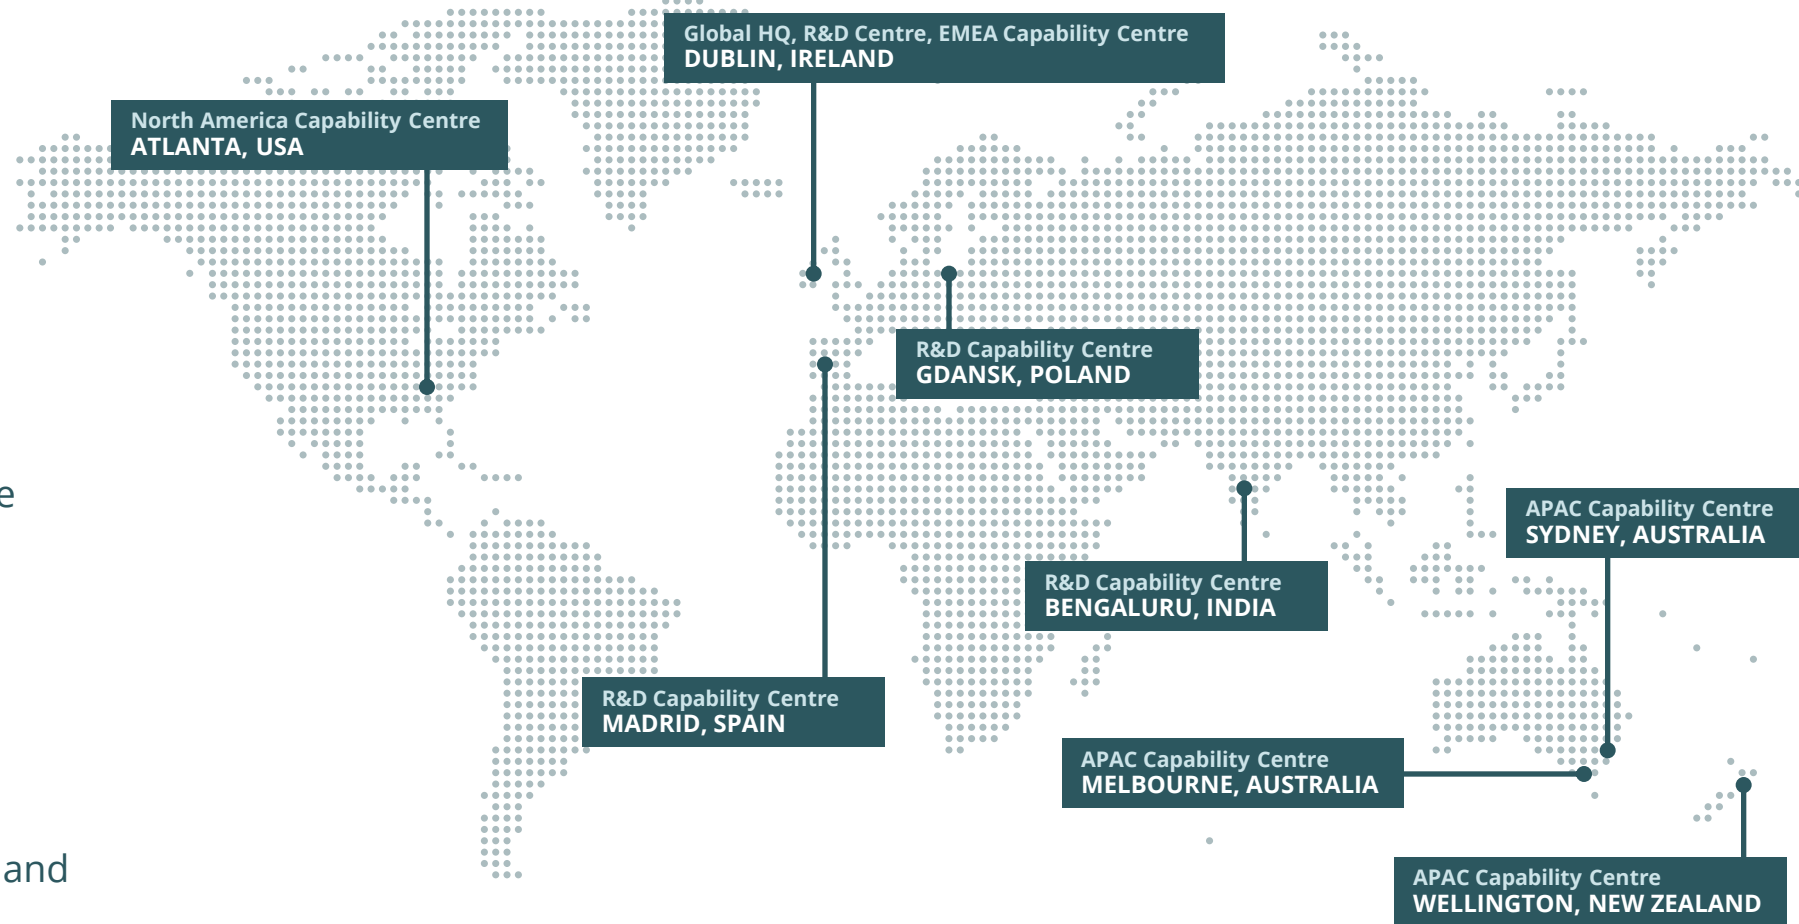 Global HQ, R&D Centre, EMEA Capability Centre
DUBLIN, IRELAND
North America Capability Centre
ATLANTA, USA
R&D Capability Centre
GDANSK, POLAND
e
APAC Capability Centre
SYDNEY, AUSTRALIA
R&D Capability Centre
BENGALURU, INDIA
R&D Capability Centre
MADRID, SPAIN
APAC Capability Centre
MELBOURNE, AUSTRALIA
and
APAC Capability Centre
WELLINGTON, NEW ZEALAND